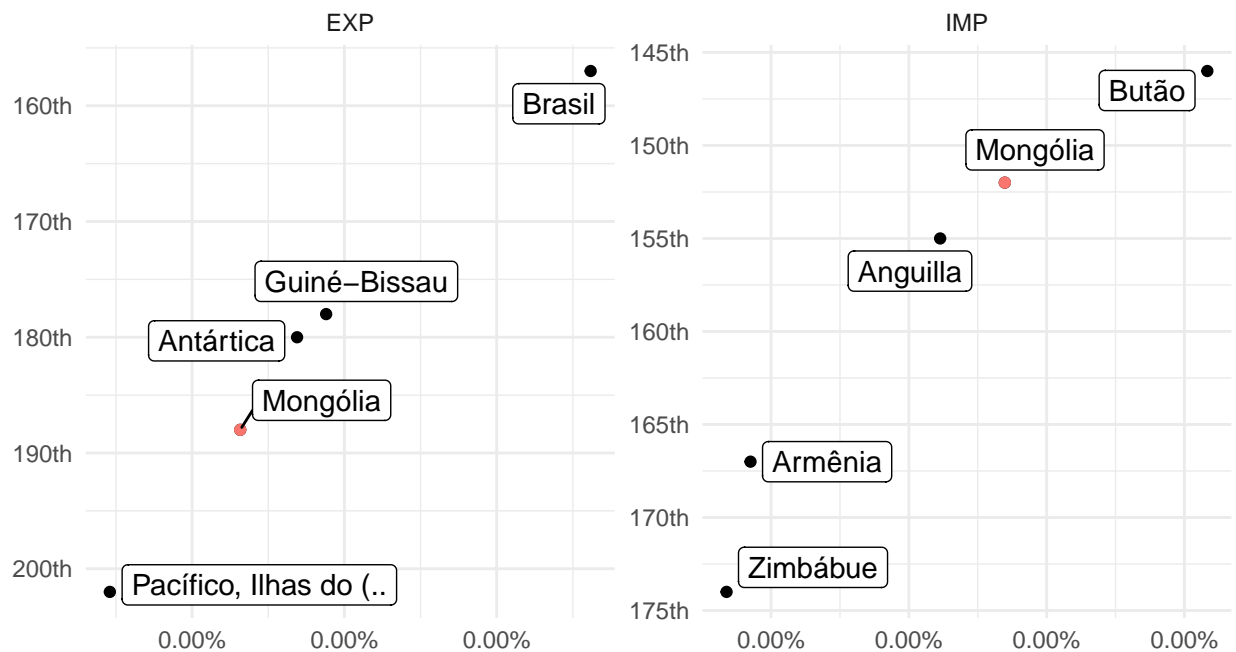 EXP
160th
170th
180th
190th
200th
Brasil
Guiné−Bissau
Antártica
Mongólia
Pacífico, Ilhas do (..
0.00%
0.00%
0.00%
IMP
145th
150th
155th
160th
165th
170th
175th
Butão
Mongólia
Anguilla
Armênia
Zimbábue
0.00%
0.00%
0.00%
0.00%